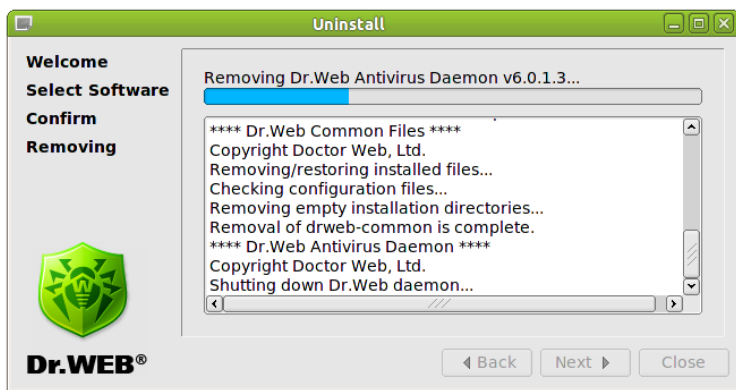 Uninstall
Welcome
Select Software
Confirm
Removing
Removing Dr.Web Antivirus Daemon v6.0.1.3...
**** Dr.Web Common Files ****
Copyright Doctor Web, Ltd.
Removing/restoring installed files...
Checking configuration files...
Removing empty installation directories...
Removal of drweb-common is complete.
**** Dr.Web Antivirus Daemon ****
Copyright Doctor Web, Ltd.
Shutting down Dr.Web daemon...
Dr.WEB®
Back
Next
Close